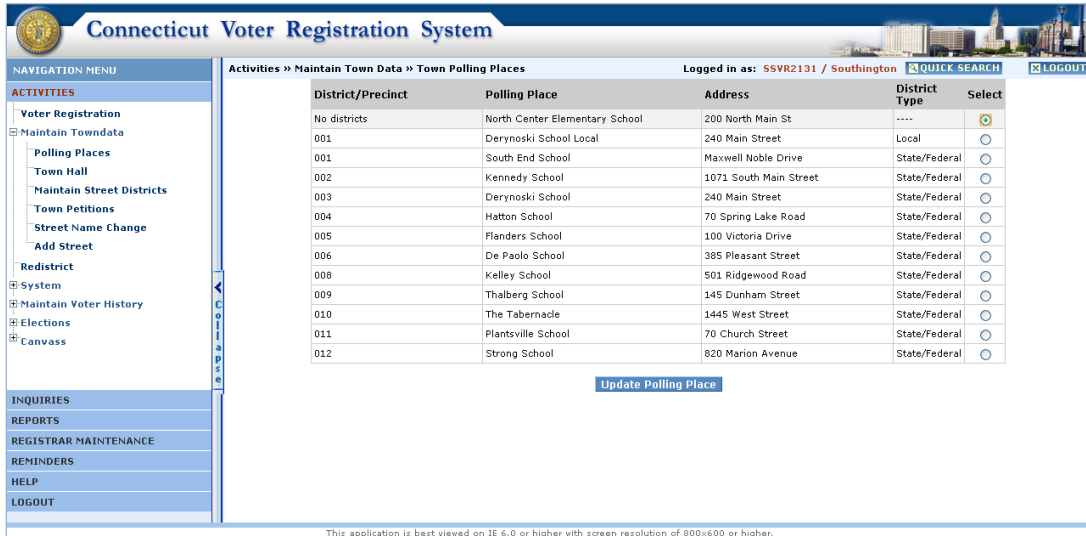 Connecticut Voter Registration System
NAVIGATION MENU
Activities » Maintain Town Data » Town Polling Places
Logged in as: SSVR2131 / Southington
QUICK SEARCH
LOGOUT
ACTIVITIES
Voter Registration
Maintain Towndata
Polling Places
Town Hall
Maintain Street Districts
Town Petitions
Street Name Change
Add Street
Redistrict
System
Maintain Voter History
Elections
Canvass
INQUIRIES
REPORTS
REGISTRAR MAINTENANCE
REMINDERS
HELP
LOGOUT
Collapse
District/Precinct Polling Place Address District Type Select
No districts North Center Elementary School 200 North Main St ----
001 Derynoski School Local 240 Main Street Local
001 South End School Maxwell Noble Drive State/Federal
002 Kennedy School 1071 South Main Street State/Federal
003 Derynoski School 240 Main Street State/Federal
004 Hatton School 70 Spring Lake Road State/Federal
005 Flanders School 100 Victoria Drive State/Federal
006 De Paolo School 385 Pleasant Street State/Federal
008 Kelley School 501 Ridgewood Road State/Federal
009 Thalberg School 145 Dunham Street State/Federal
010 The Tabernacle 1445 West Street State/Federal
011 Plantsville School 70 Church Street State/Federal
012 Strong School 820 Marion Avenue State/Federal
Update Polling Place
This application is best viewed on IE 6.0 or higher with screen resolution of 800x600 or higher.